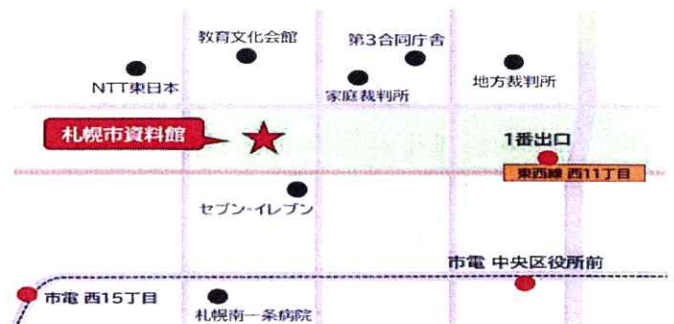 教育文化会館
第3合同庁舎
NTT東日本
家庭裁判所
地方裁判所
札幌市資料館
1番出口
東西線 西11丁目
セブン-イレブン
市電 中央区役所前
市電 西15丁目
札幌南一条病院